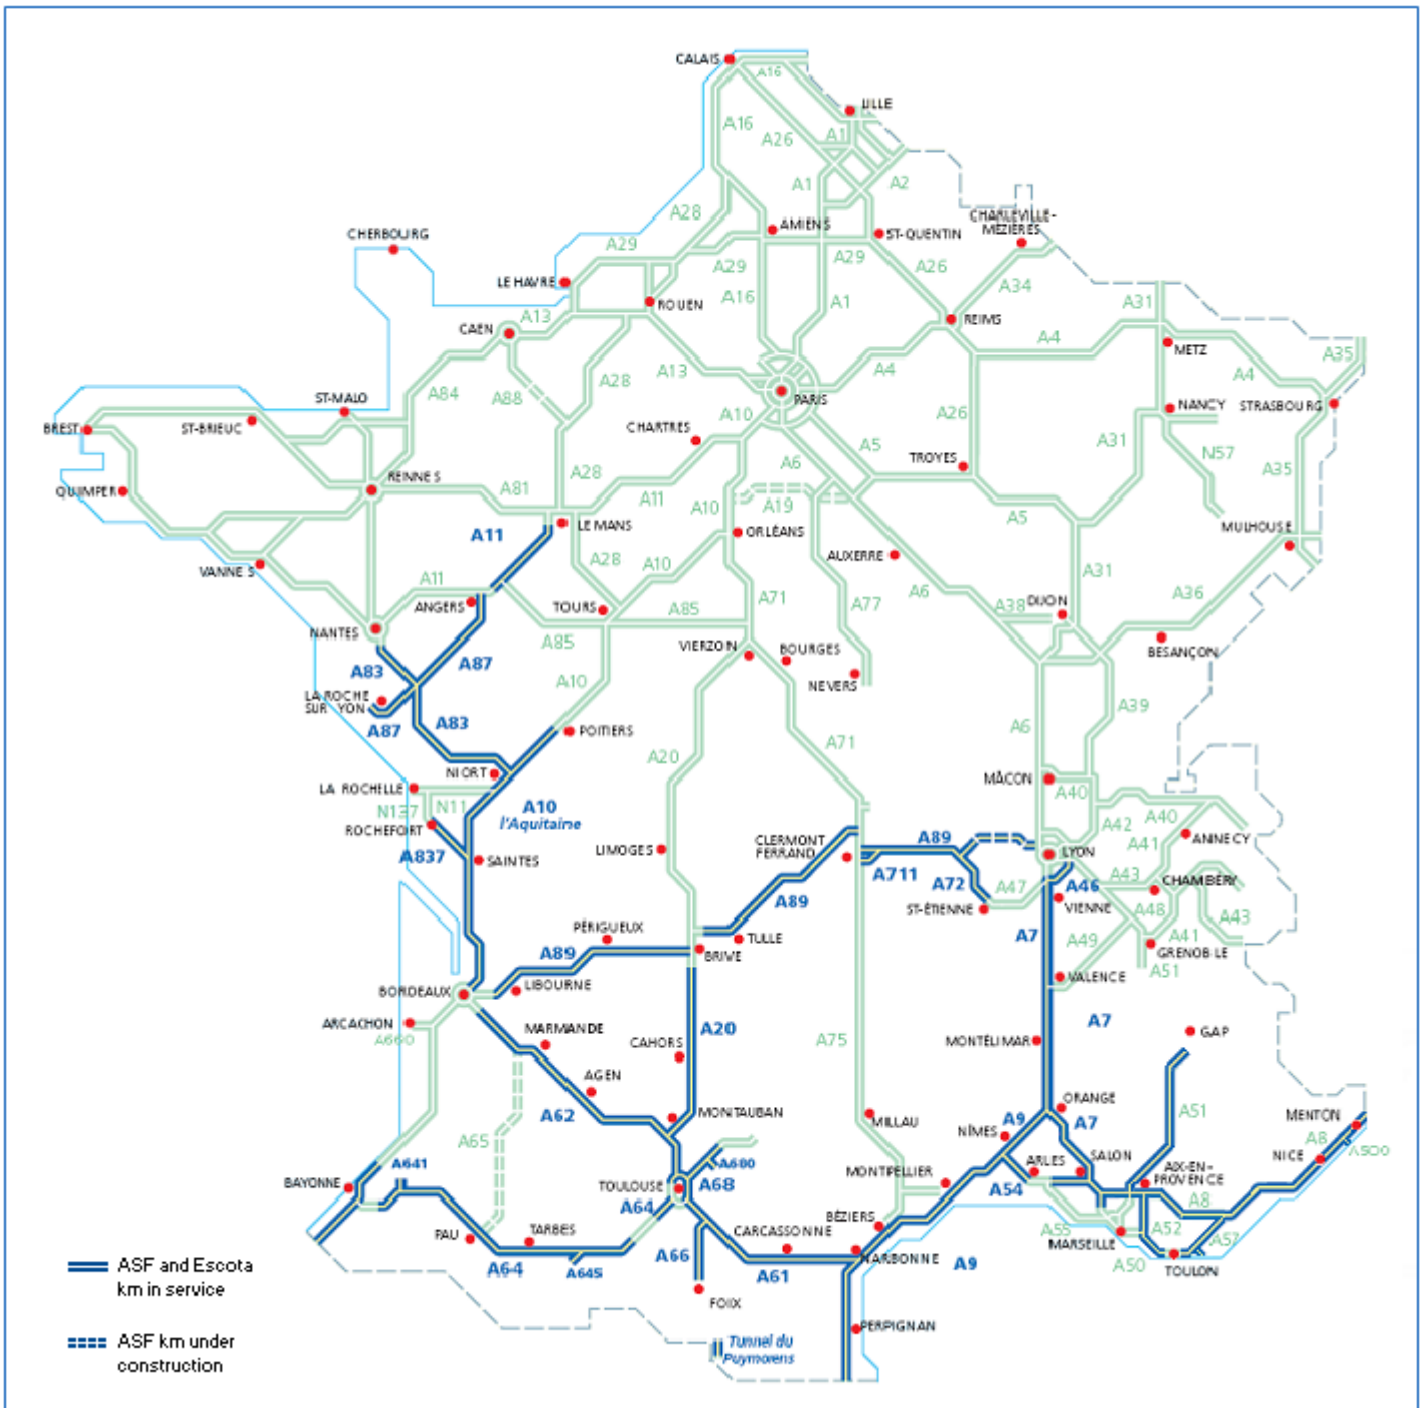 CALAIS
A16
LILLE
A16
A26
A1
A1
A2
A28
CHARLEVILLE-
MÉZIÈRES
AMIENS
ST-QUENTIN
CHERBOURG
A29
A29
A29
A26
LE HAVRE
A16
A1
A34
A31
ROUEN
REIMS
A13
CAEN
A4
METZ
A35
A13
A4
A4
A28
A84
A88
PARIS
ST-MALO
A10
A26
NANCY
STRASBOURG
BREST
ST-BRIEUC
CHARTRES
A5
A31
N57
TROYES
A6
A35
REINNES
A28
QUIMPER
A81
A11
A10
A19
A5
MULHOUSE
LE MANS
A11
ORLÉANS
AUXERRE
VANNES
A28
A10
A31
A11
A71
A6
A36
ANGERS
TOURS
A85
A77
A38
DIJON
NANTES
A85
VIERZOIN
BOURGES
BESANÇON
A83
A87
A10
NEVERS
LA ROCHE
SUR YON
A87
A83
POITIERS
A20
A71
A6
A39
NIORT
MÂCON
LA ROCHELLE
N137
N11
A10
l'Aquitaine
A40
A40
ROCHEFORT
A42
CLERMONT
FERRAND
A89
A41
ANNECY
LIMOGES
LYON
A837
SAINTES
A711
A72
A47
A46
A43
CHAMBÉRY
A89
ST-ÉTIENNE
VIENNE
A48
A43
PÉRIGUEUX
TULLE
A7
A49
A41
A89
BRIVE
GRENOBLE
A51
LIBOURNE
VALENCE
BORDEAUX
ARCACHON
A660
MARMANDE
A20
A7
GAP
CAHORS
A75
MONTÉLIMAR
AGEN
ORANGE
A62
MONTAUBAN
MILLAU
A9
A7
A51
MENTON
NÎMES
A65
A8
A500
A641
A680
ARLES
SALON
NICE
BAYONNE
TOULOUSE
A68
MONTPELLIER
A54
AIX-EN-
PROVENCE
A64
A8
PAU
TARBES
CARCASSONNE
BÉZIERS
A55
A52
A57
MARSEILLE
A66
NARBONNE
A9
A50
TOULON
A64
A645
A61
FOIX
PERPIGNAN
Tunnel du
Puymorens
ASF and Escota
km in service
ASF km under
construction